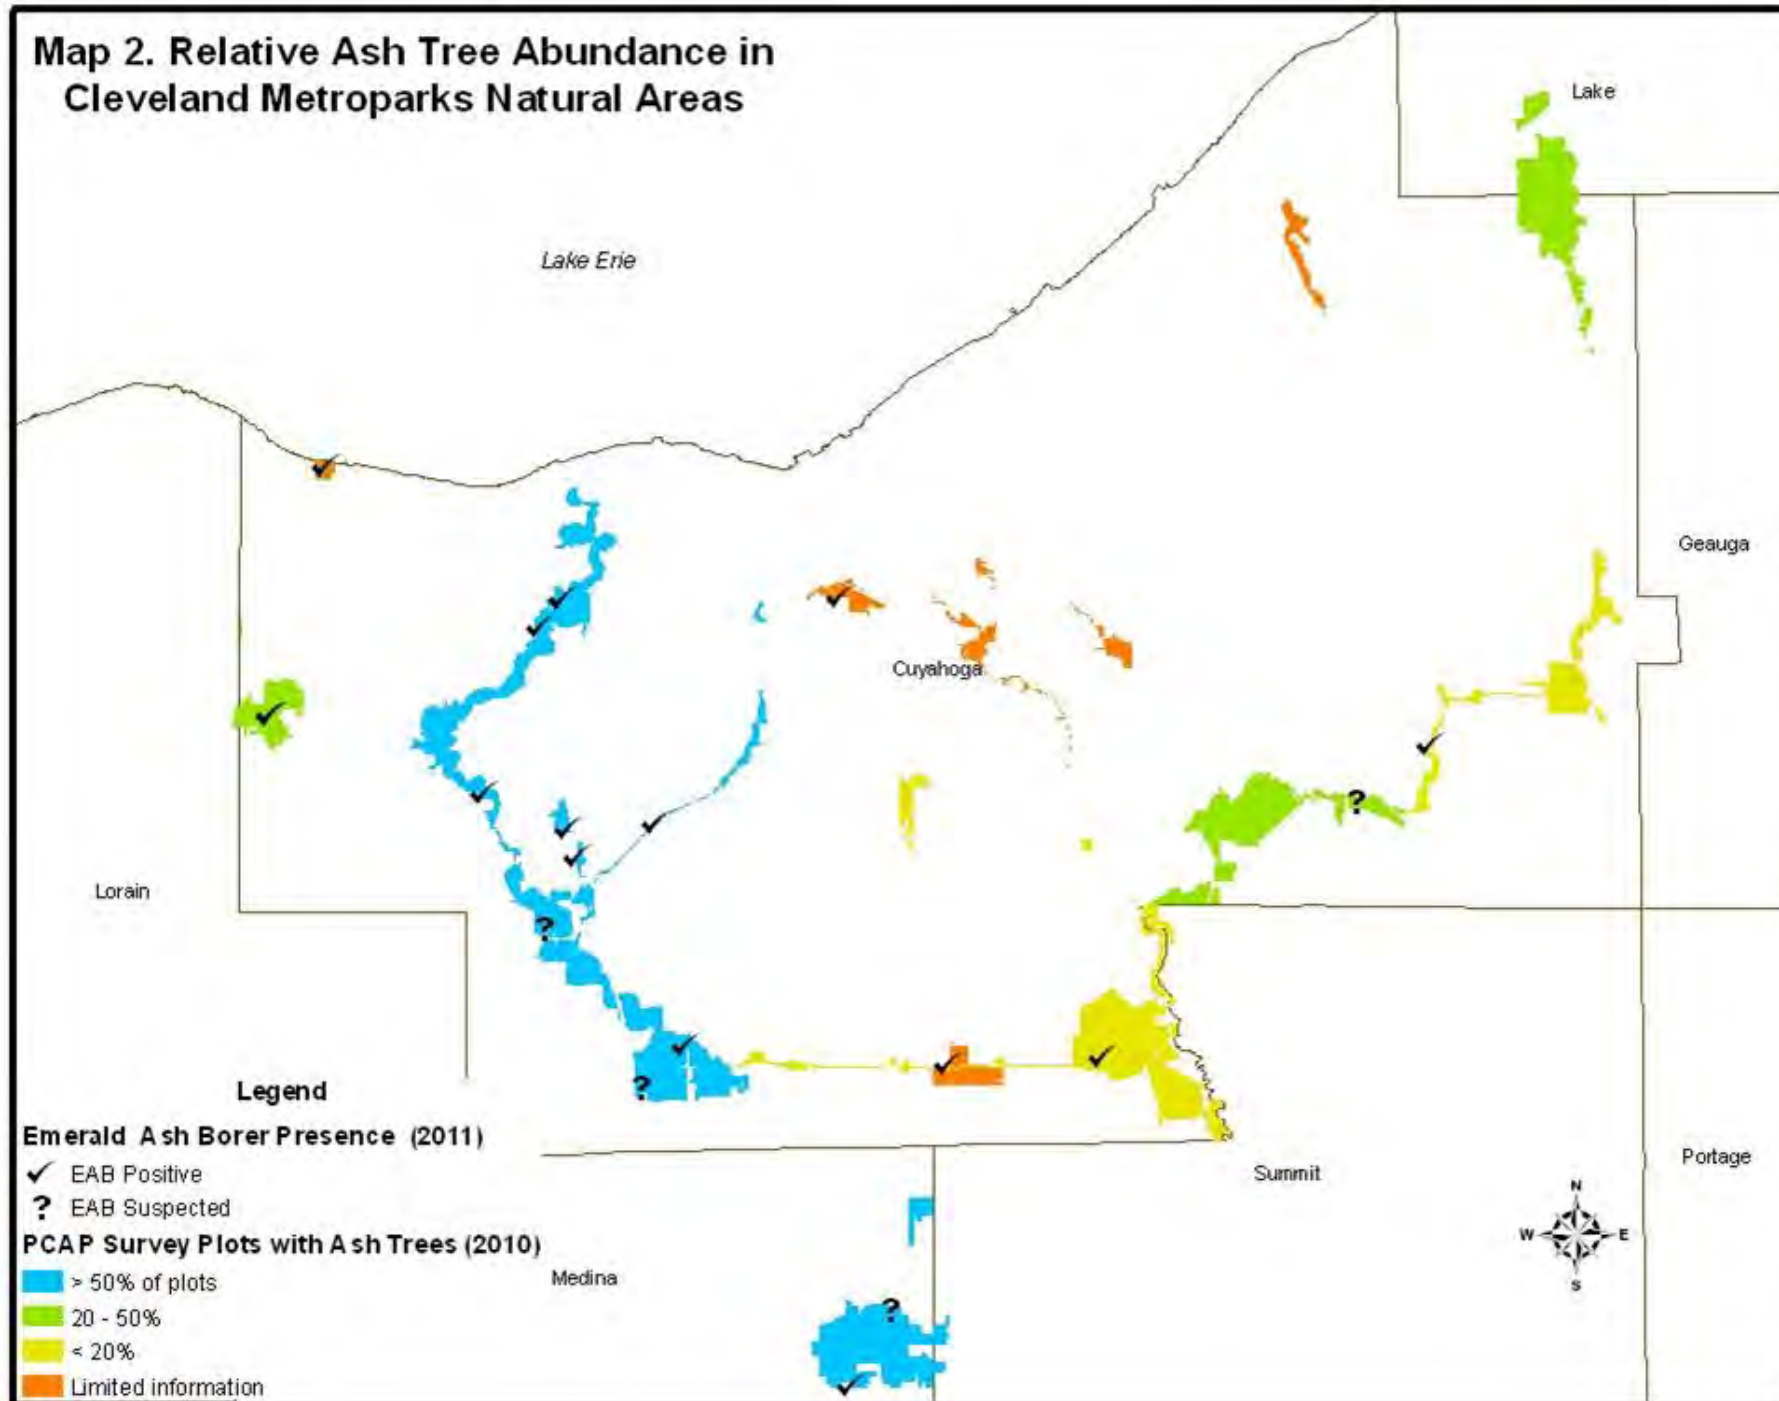 Map 2. Relative Ash Tree Abundance in
Cleveland Metroparks Natural Areas
Lake
Lake Erie
Geauga
Cuyahoga
Lorain
Legend
Emerald Ash Borer Presence (2011)
✓ EAB Positive
? EAB Suspected
PCAP Survey Plots with Ash Trees (2010)
> 50% of plots
20 - 50%
< 20%
Limited information
Medina
Summit
Portage
N
W E
S
?
?
?
?